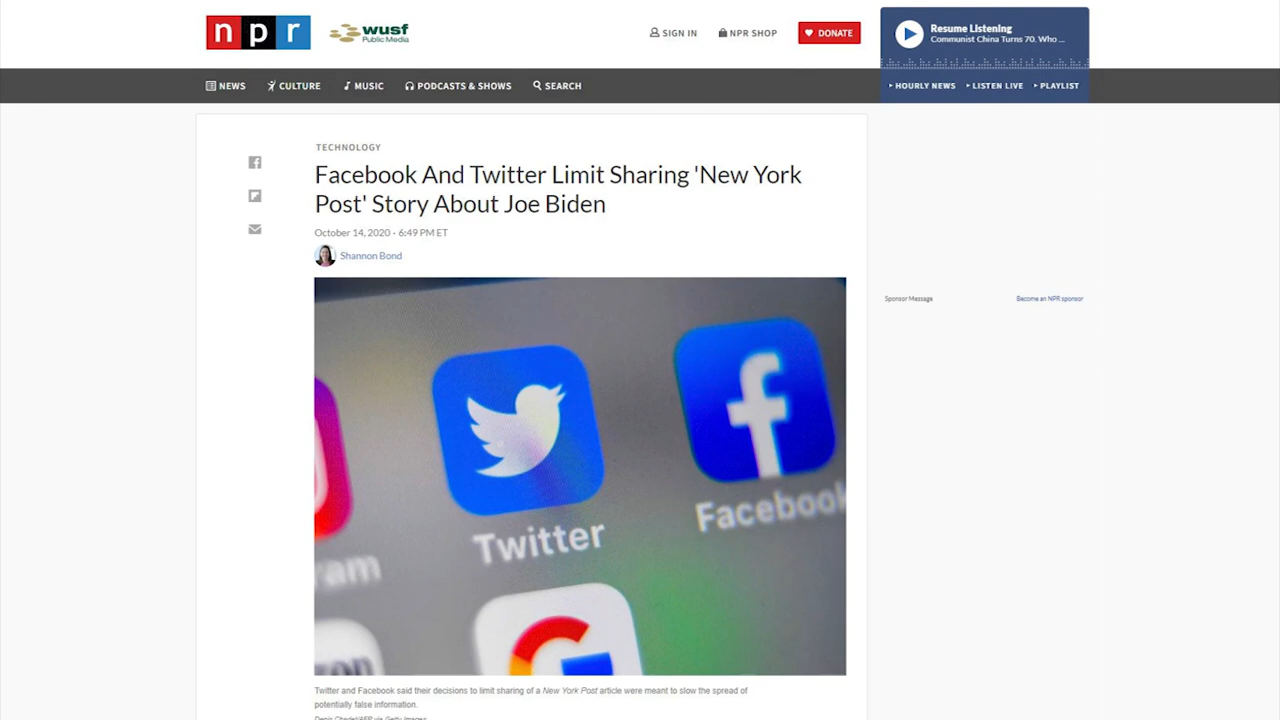 npr
wusf
Public Media
SIGN IN
NPR SHOP
DONATE
Resume Listening
Communist China Turns 70. Who ...
NEWS
CULTURE
MUSIC
PODCASTS & SHOWS
SEARCH
HOURLY NEWS
LISTEN LIVE
PLAYLIST
TECHNOLOGY
Facebook And Twitter Limit Sharing 'New York
Post' Story About Joe Biden
October 14, 2020 · 6:49 PM ET
Shannon Bond
Sponsor Message
Become an NPR sponsor
Facebook
Twitter
ram
zon
Twitter and Facebook said their decisions to limit sharing of a New York Post article were meant to slow the spread of
potentially false information.